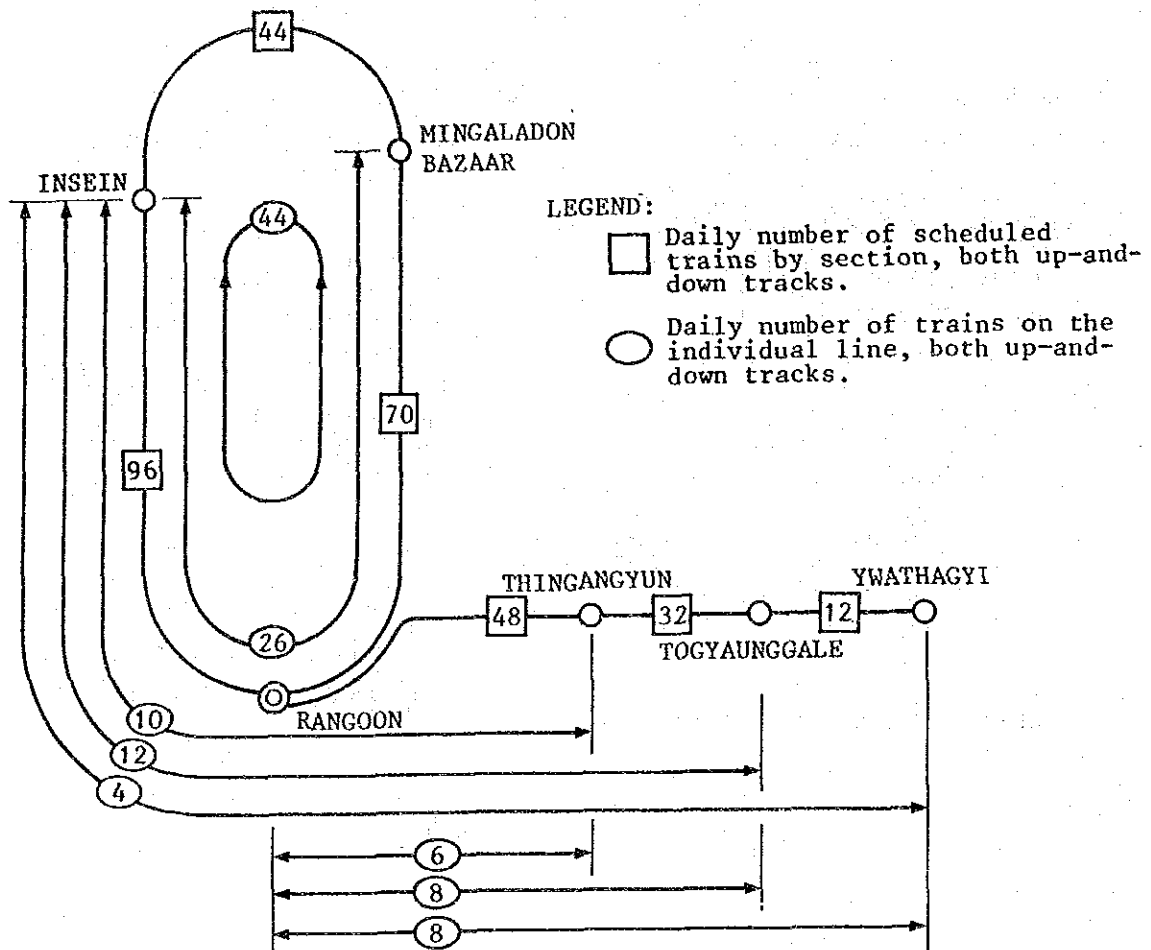 44
MINGALADON
BAZAAR
INSEIN
44
LEGEND:
Daily number of scheduled
trains by section, both up-and-
down tracks.
Daily number of trains on the
individual line, both up-and-
down tracks.
70
96
THINGANGYUN
YWATHAGYI
48
32
12
26
TOGYAUNGGALE
RANGOON
10
12
4
6
8
8